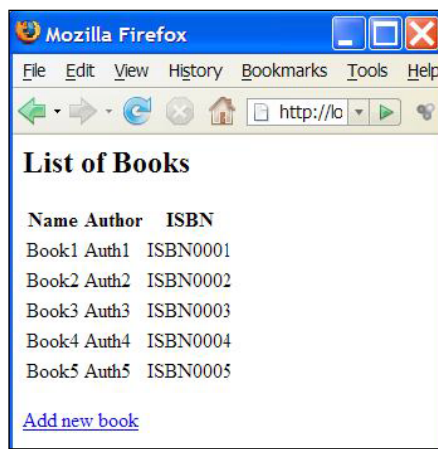 Mozilla Firefox
File Edit View History Bookmarks Tools Help
http://lo
List of Books
Name Author ISBN
Book1 Auth1 ISBN0001
Book2 Auth2 ISBN0002
Book3 Auth3 ISBN0003
Book4 Auth4 ISBN0004
Book5 Auth5 ISBN0005
Add new book